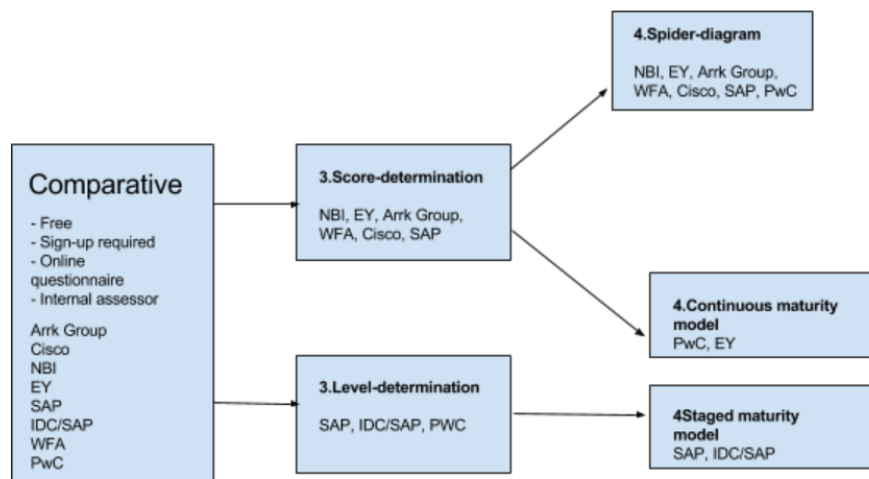 Comparative
- Free
- Sign-up required
- Online
questionnaire
- Internal assessor
Arrk Group
Cisco
NBI
EY
SAP
IDC/SAP
WFA
PwC
3.Score-determination
NBI, EY, Arrk Group,
WFA, Cisco, SAP
3.Level-determination
SAP, IDC/SAP, PWC
4.Spider-diagram
NBI, EY, Arrk Group,
WFA, Cisco, SAP, PwC
4.Continuous maturity
model
PwC, EY
4Staged maturity
model
SAP, IDC/SAP